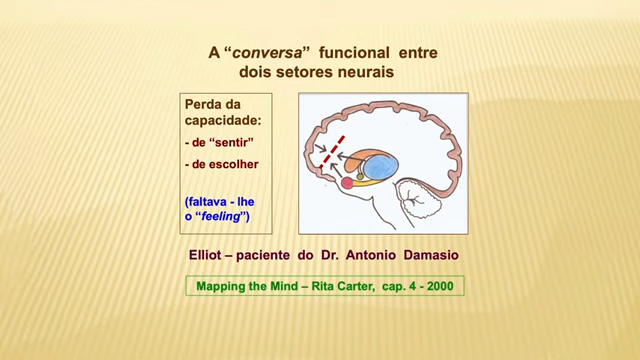 A “conversa” funcional entre
dois setores neurais
Perda da
capacidade:
- de “sentir”
- de escolher
(faltava - lhe
o “feeling”)
Elliot – paciente do Dr. Antonio Damasio
Mapping the Mind – Rita Carter, cap. 4 - 2000